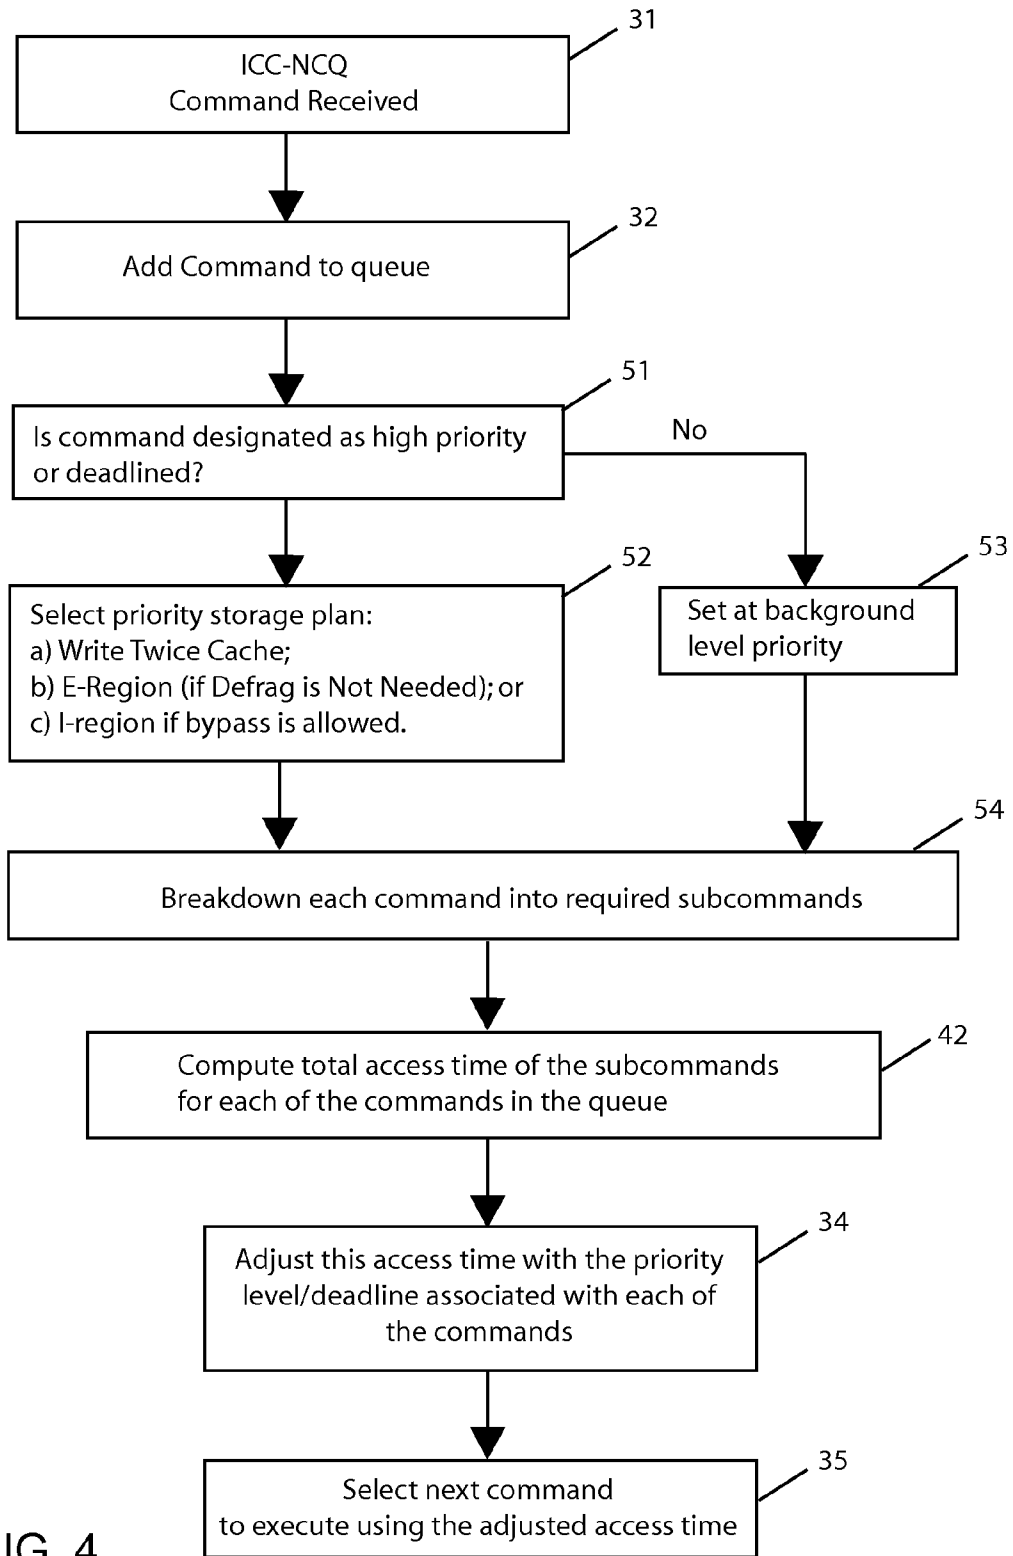 31
ICC-NCQ
Command Received
32
Add Command to queue
51
Is command designated as high priority
or deadlined?
No
52
Select priority storage plan:
a) Write Twice Cache;
b) E-Region (if Defrag is Not Needed); or
c) I-region if bypass is allowed.
53
Set at background
level priority
54
Breakdown each command into required subcommands
42
Compute total access time of the subcommands
for each of the commands in the queue
34
Adjust this access time with the priority
level/deadline associated with each of
the commands
35
Select next command
to execute using the adjusted access time
IG. 4